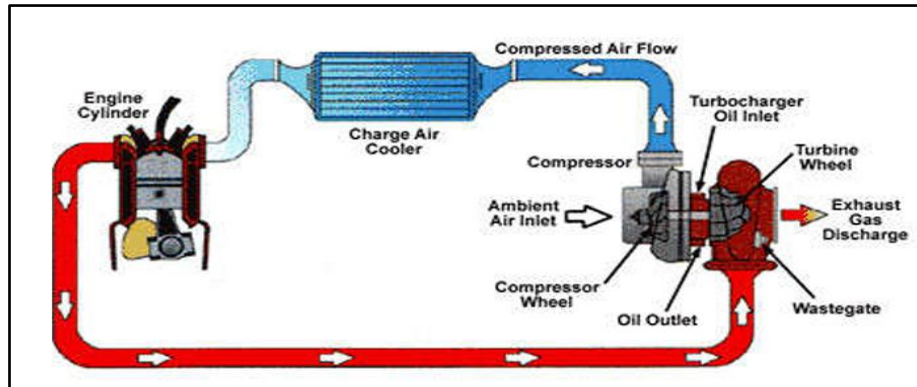 Compressed Air Flow
Engine
Cylinder
Turbocharger
Oil Inlet
Charge Air
Cooler
Turbine
Wheel
Compressor
Ambient
Air Inlet
Exhaust
Gas
Discharge
Compressor
Wheel
Oil Outlet
Wastegate